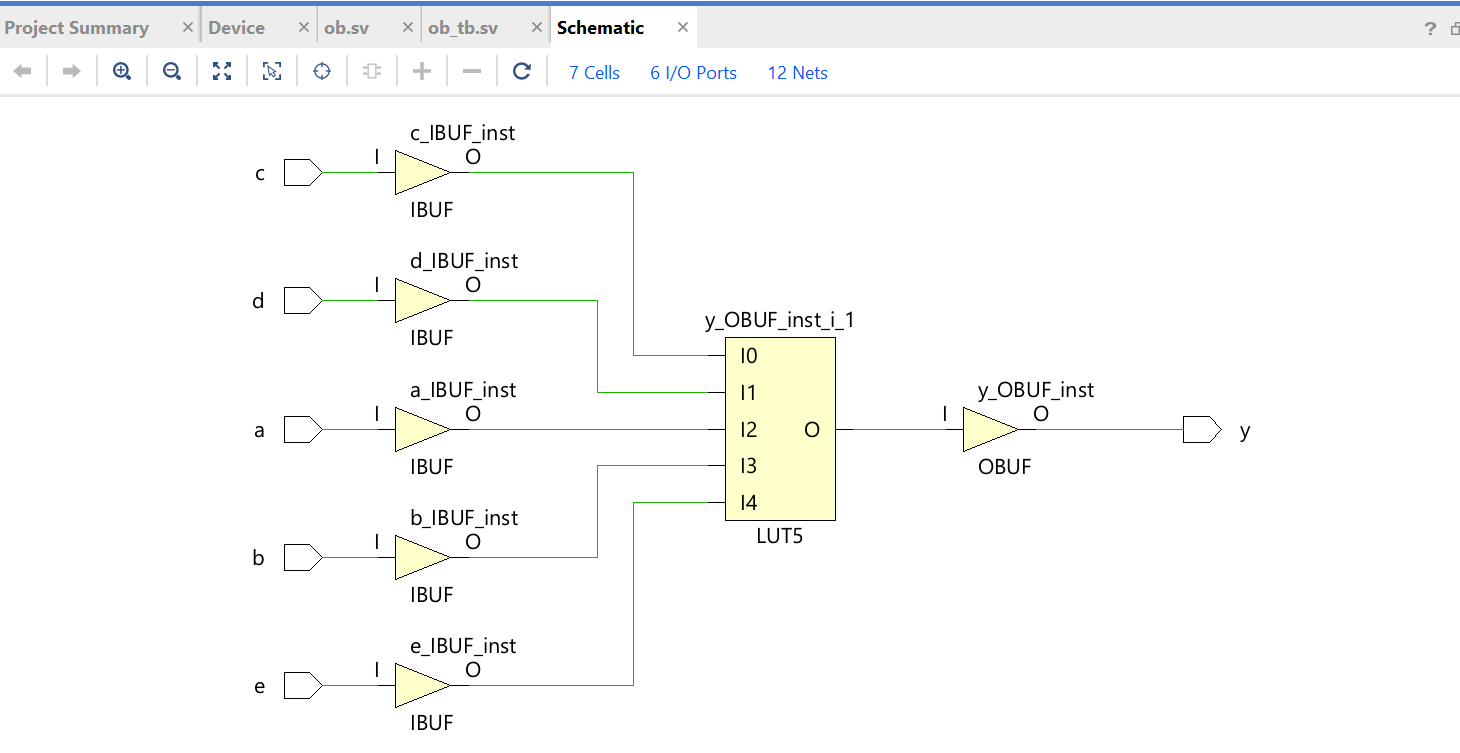 Project Summary × Device × ob.sv × ob_tb.sv × Schematic × ?
7 Cells 6 I/O Ports 12 Nets
c_IBUF_inst
I O
c
IBUF
d_IBUF_inst
I O
d
IBUF
y_OBUF_inst_i_1
I0
I1
I2
I3
I4
O
LUT5
a_IBUF_inst
I O
a
IBUF
b_IBUF_inst
I O
b
IBUF
e_IBUF_inst
I O
e
IBUF
y_OBUF_inst
I O
y
OBUF